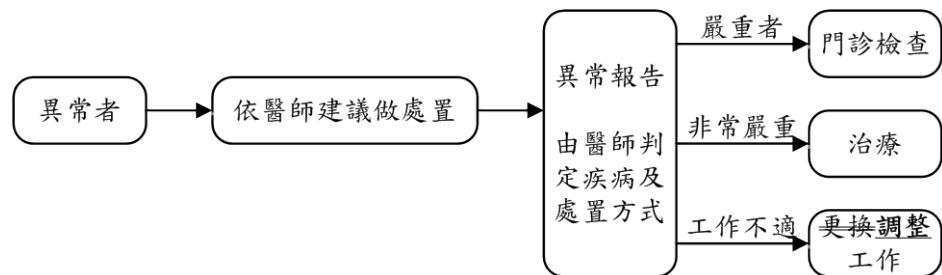 異常者
依醫師建議做處置
異常報告
由醫師判
定疾病及
處置方式
嚴重者
門診檢查
非常嚴重
治療
工作不適
更換調整
工作